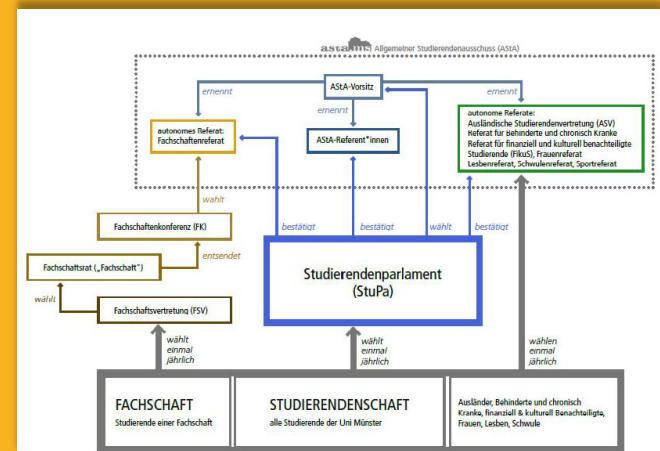 asta Allgemeiner Studierendenausschuss (AStA)
AStA-Vorsitz
ernennt
ernennt
ernennt
autonomes Referat:
Fachschaftenreferat
AStA-Referent*innen
autonome Referate:
Ausländische Studierendenvertretung (ASV)
Referat für Behinderte und chronisch Kranke
Referat für finanziell und kulturell benachteiligte
Studierende (FikuS), Frauenreferat
Lesbenreferat, Schwulenreferat, Sportreferat
wählt
Fachschaftenkonferenz (FK)
bestätigt
bestätigt
wählt
bestätigt
entsendet
Fachschaftsrat („Fachschaft“)
Studierendenparlament
(StuPa)
wählt
Fachschaftsvertretung (FSV)
wählt
einmal
jährlich
wählt
einmal
jährlich
wählen
einmal
jährlich
FACHSCHAFT
Studierende einer Fachschaft
STUDIERENDENSCHAFT
alle Studierende der Uni Münster
Ausländer, Behinderte und chronisch
Kranke, finanziell & kulturell Benachteiligte,
Frauen, Lesben, Schwule